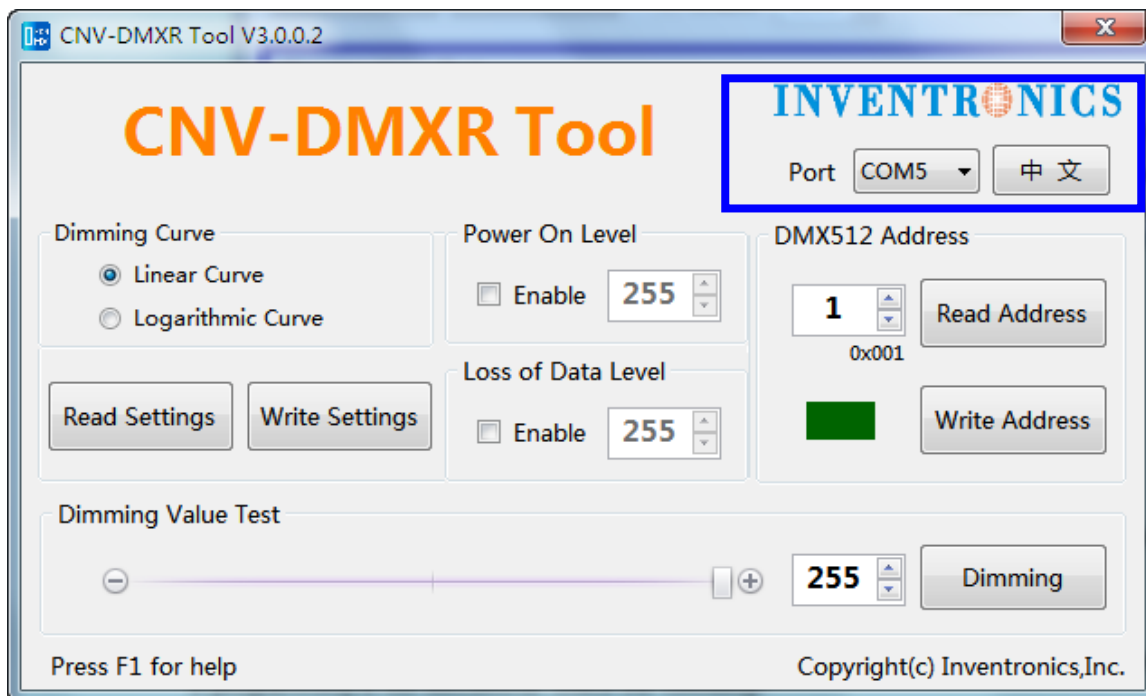 CNV-DMXR Tool V3.0.0.2
CNV-DMXR Tool
INVENTRONICS
Port COM5 中 文
Dimming Curve
Linear Curve
Logarithmic Curve
Read Settings Write Settings
Power On Level
Enable 255
Loss of Data Level
Enable 255
DMX512 Address
1 Read Address
0x001
Write Address
Dimming Value Test
255 Dimming
Press F1 for help Copyright(c) Inventronics,Inc.